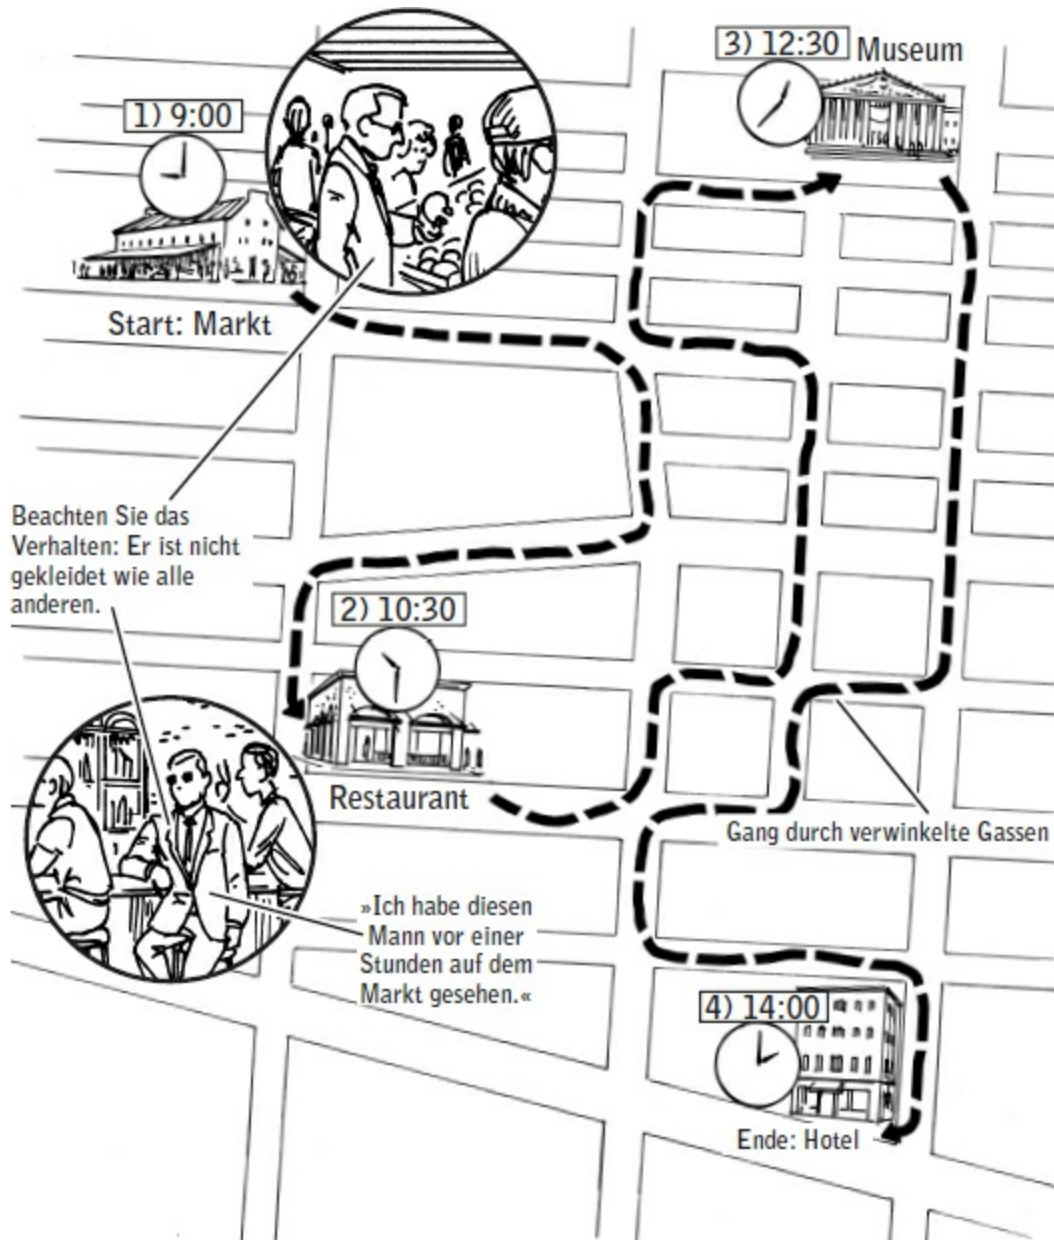 3) 12:30
Museum
1) 9:00
Start: Markt
Beachten Sie das
Verhalten: Er ist nicht
gekleidet wie alle
anderen.
2) 10:30
Restaurant
Gang durch verwinkelte Gassen
»Ich habe diesen
Mann vor einer
Stunden auf dem
Markt gesehen.«
4) 14:00
Ende: Hotel